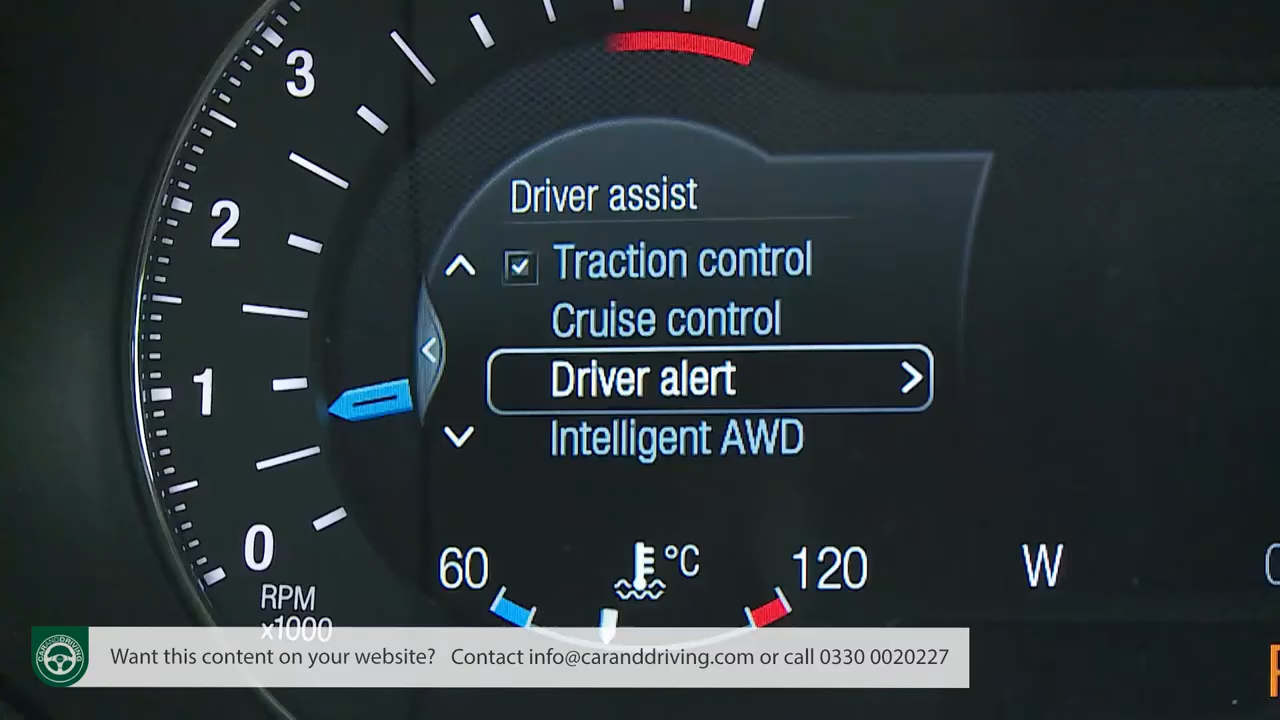 3
2
1
0
RPM
x1000
Driver assist
Traction control
Cruise control
Driver alert
Intelligent AWD
60 °C 120
W
CARANDDRIVING
Want this content on your website? Contact info@caranddriving.com or call 0330 0020227